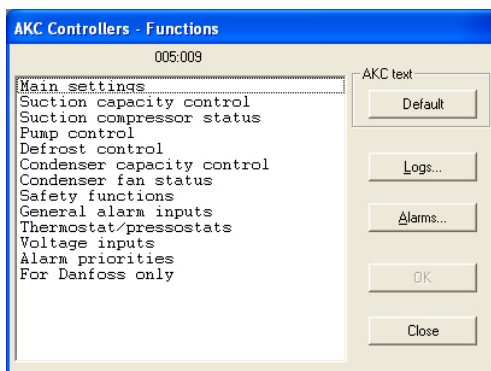 AKC Controllers - Functions
005:009
Main settings
Suction capacity control
Suction compressor status
Pump control
Defrost control
Condenser capacity control
Condenser fan status
Safety functions
General alarm inputs
Thermostat/pressostats
Voltage inputs
Alarm priorities
For Danfoss only
AKC text
Default
Logs...
Alarms...
OK
Close